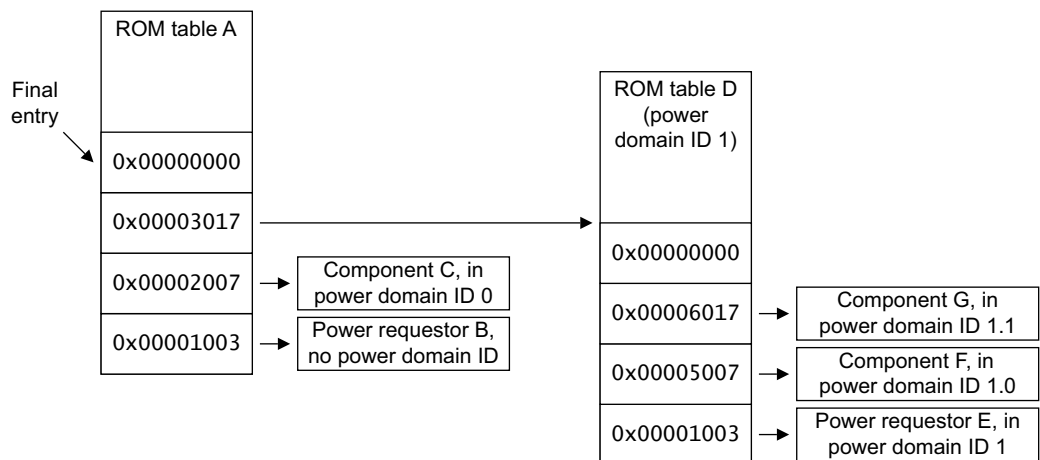 ROM table A
Final
entry
0x00000000
0x00003017
0x00002007
Component C, in
power domain ID 0
0x00001003
Power requestor B,
no power domain ID
ROM table D
(power
domain ID 1)
0x00000000
0x00006017
Component G, in
power domain ID 1.1
0x00005007
Component F, in
power domain ID 1.0
0x00001003
Power requestor E, in
power domain ID 1